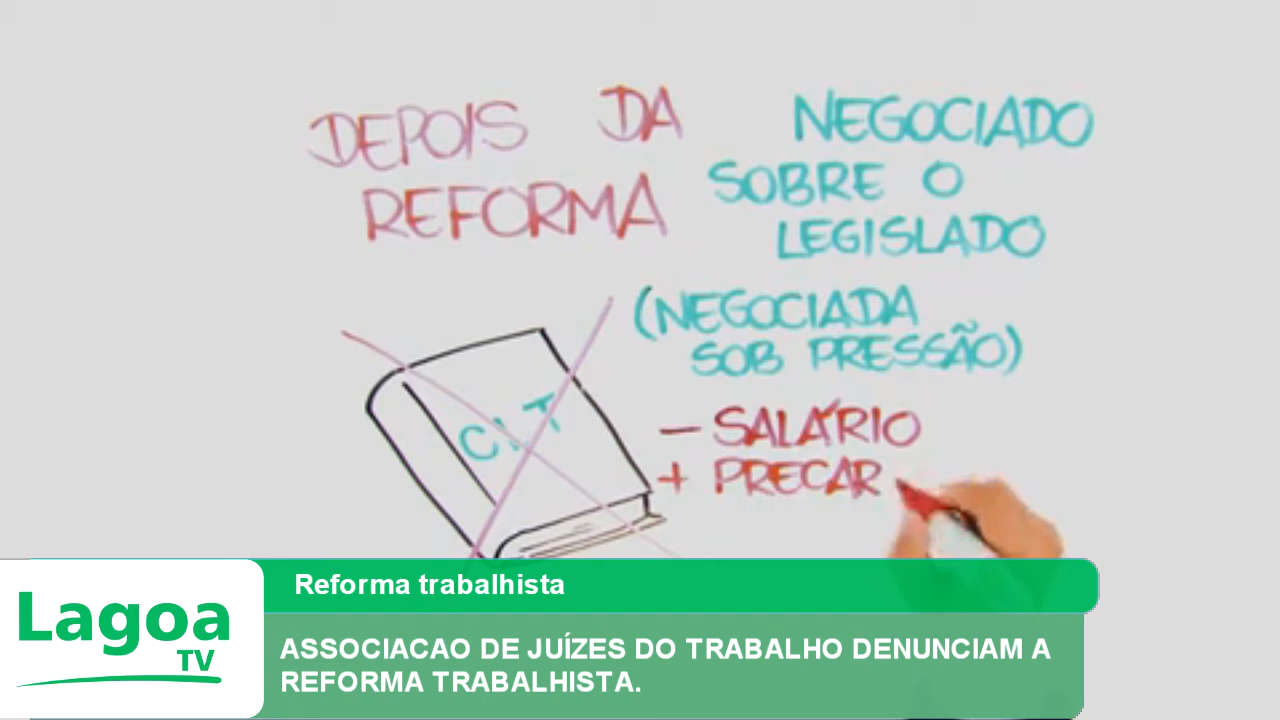 DEPOIS DA
REFORMA
NEGOCIADO
SOBRE O
LEGISLADO
(NEGOCIADA
SOB PRESSÃO)
- SALÁRIO
+ PRECAR
CLT
Reforma trabalhista
Lagoa
TV
ASSOCIACAO DE JUÍZES DO TRABALHO DENUNCIAM A
REFORMA TRABALHISTA.